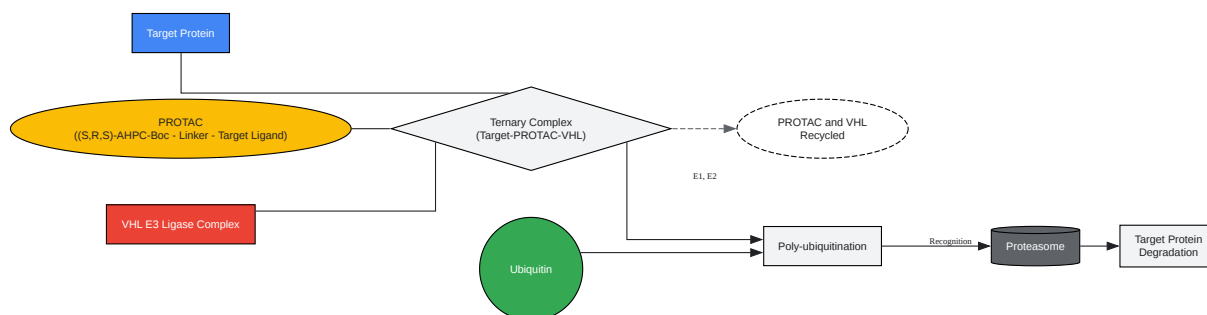 Target Protein
PROTAC
((S,R,S)-AHPC-Boc - Linker - Target Ligand)
Ternary Complex
(Target-PROTAC-VHL)
PROTAC and VHL
Recycled
E1, E2
VHL E3 Ligase Complex
Ubiquitin
Poly-ubiquitination
Recognition
Proteasome
Target Protein
Degradation